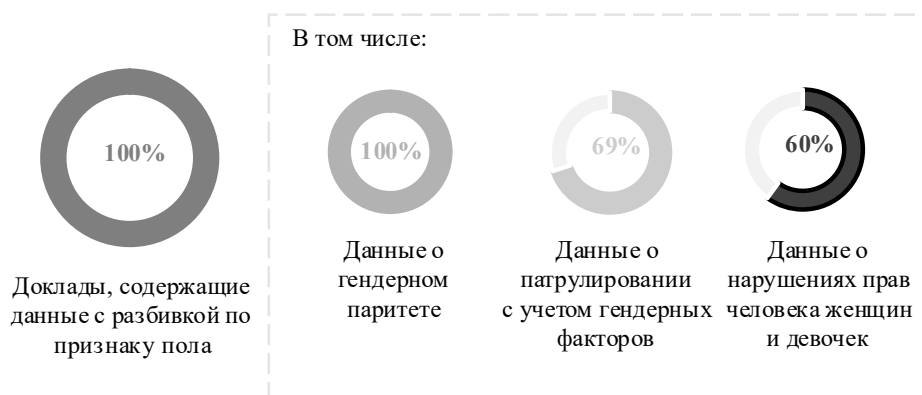 В том числе:
100%
100%
69%
60%
Доклады, содержащие
данные с разбивкой по
признаку пола
Данные о
гендерном
паритете
Данные о
патрулировании
с учетом гендерных
факторов
Данные о
нарушениях прав
человека женщин
и девочек